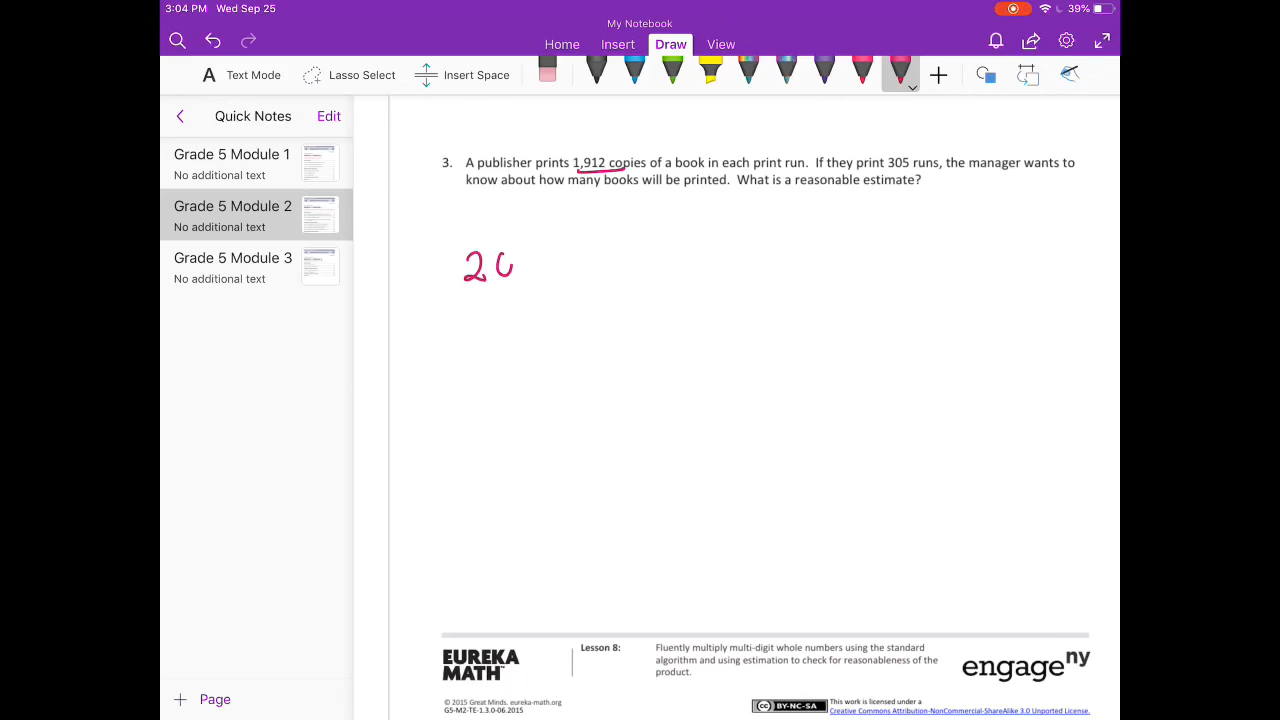 3:04 PM Wed Sep 25
39%
My Notebook
Home Insert Draw View
A Text Mode Lasso Select Insert Space
Quick Notes Edit
Grade 5 Module 1
No additional text
Grade 5 Module 2
No additional text
Grade 5 Module 3
No additional text
Page
3. A publisher prints 1,912 copies of a book in each print run. If they print 305 runs, the manager wants to
know about how many books will be printed. What is a reasonable estimate?
20
EUREKA
MATH™
Lesson 8:
Fluently multiply multi-digit whole numbers using the standard
algorithm and using estimation to check for reasonableness of the
product.
engage ny
© 2015 Great Minds. eureka-math.org
G5-M2-TE-1.3.0-06.2015
CC BY-NC-SA
This work is licensed under a
Creative Commons Attribution-NonCommercial-ShareAlike 3.0 Unported License.